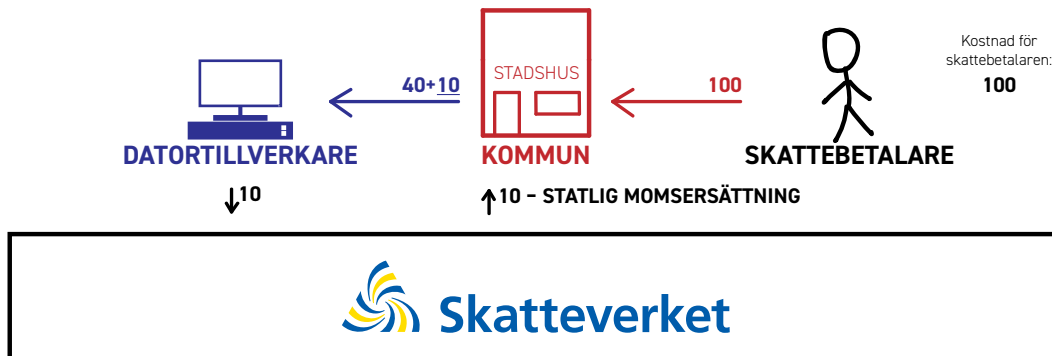 Kostnad för
skattebetalaren:
100
STADSHUS
40+10
100
DATORTILLVERKARE
KOMMUN
SKATTEBETALARE
10
10 – STATLIG MOMSERSÄTTNING
Skatteverket